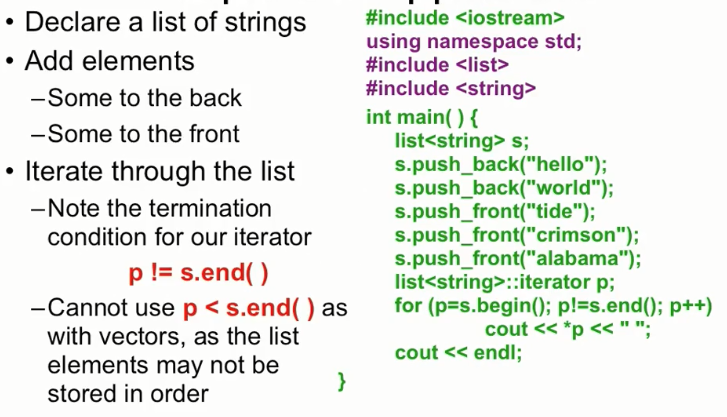 • Declare a list of strings
• Add elements
–Some to the back
–Some to the front
• Iterate through the list
–Note the termination
condition for our iterator
p != s.end( )
–Cannot use p < s.end( ) as
with vectors, as the list
elements may not be
stored in order
#include <iostream>
using namespace std;
#include <list>
#include <string>
int main( ) {
list<string> s;
s.push_back("hello");
s.push_back("world");
s.push_front("tide");
s.push_front("crimson");
s.push_front("alabama");
list<string>::iterator p;
for (p=s.begin(); p!=s.end(); p++)
cout << *p << " ";
cout << endl;
}